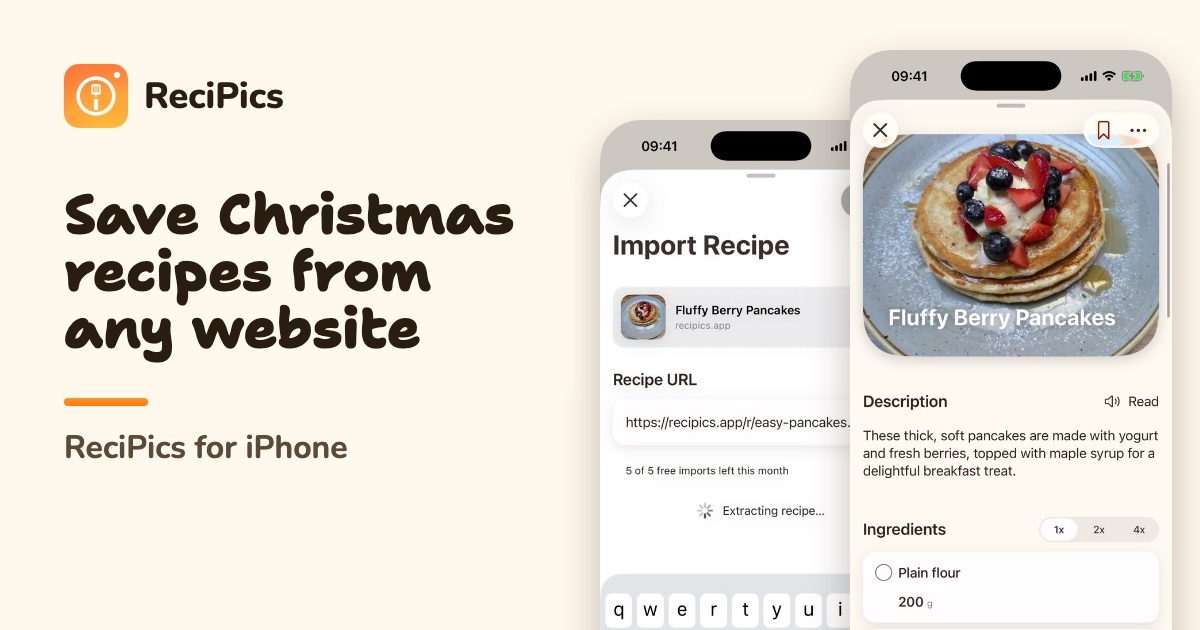 ReciPics
Save Christmas
recipes from
any website
ReciPics for iPhone
09:41
Import Recipe
Fluffy Berry Pancakes
recipics.app
Recipe URL
https://recipics.app/r/easy-pancakes.
5 of 5 free imports left this month
Extracting recipe...
q w e r t y u i
09:41
Fluffy Berry Pancakes
Description
Read
These thick, soft pancakes are made with yogurt
and fresh berries, topped with maple syrup for a
delightful breakfast treat.
Ingredients
1x 2x 4x
Plain flour
200 g